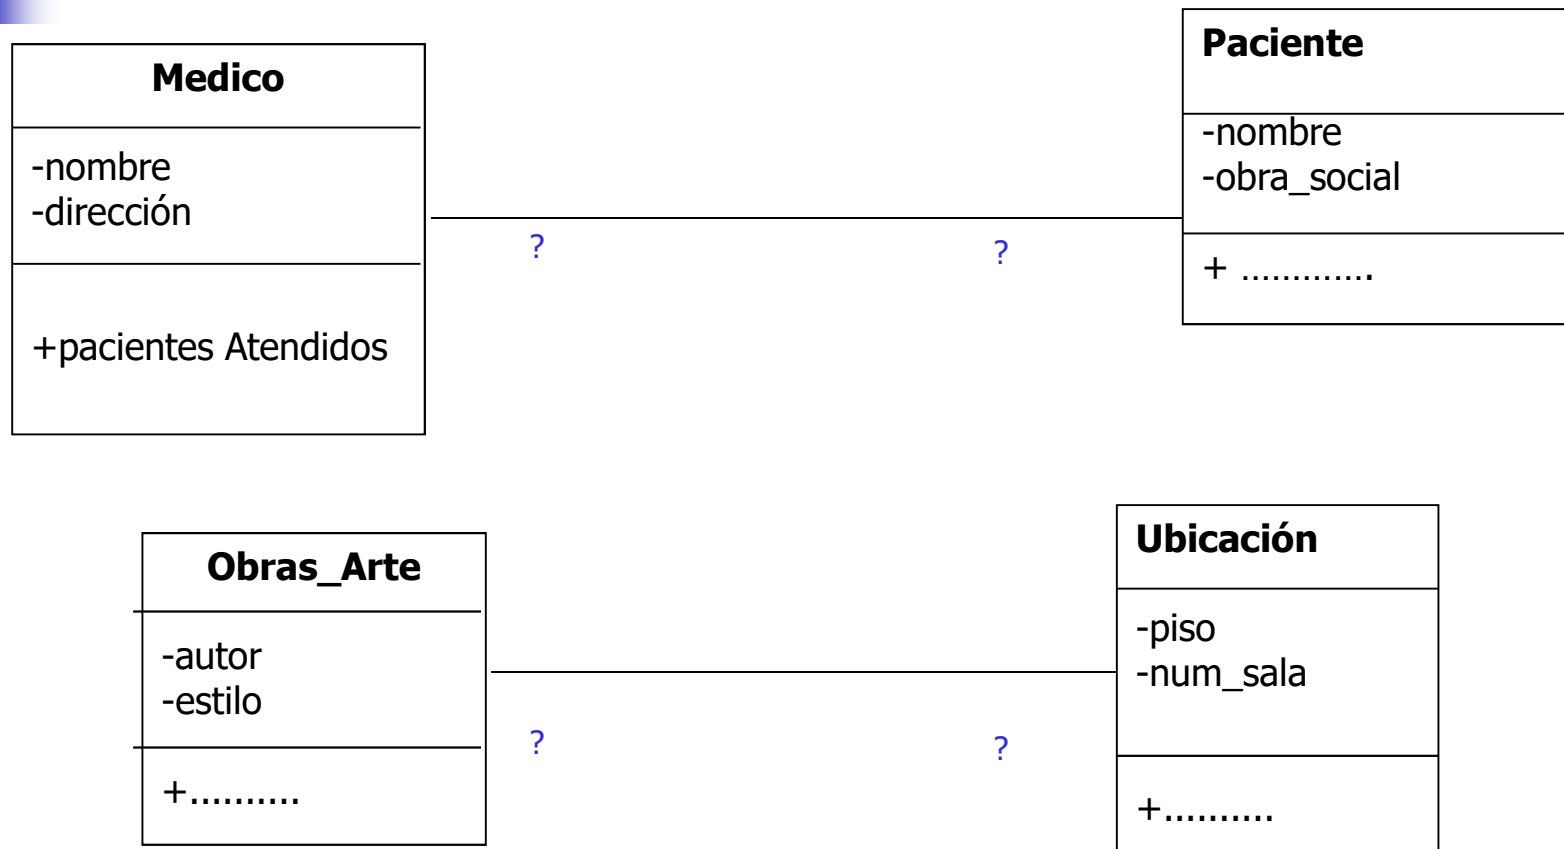 Medico
-nombre
-dirección
+pacientes Atendidos
?
?
Paciente
-nombre
-obra_social
+ .............
Obras_Arte
-autor
-estilo
+..........
?
?
Ubicación
-piso
-num_sala
+..........